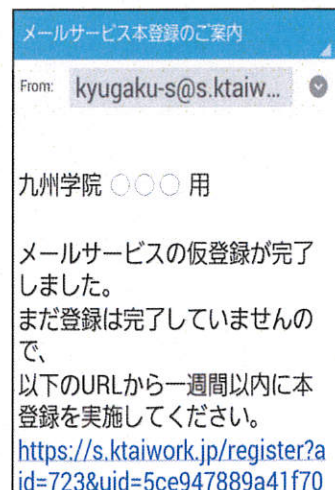 メールサービス本登録のご案内
From: kyugaku-s@s.ktaiw...
九州学院 ○○○ 用
メールサービスの仮登録が完了
しました。
まだ登録は完了していませんの
で、
以下のURLから一週間以内に本
登録を実施してください。
https://s.ktaiwork.jp/register?a
id=723&uid=5ce947889a41f70